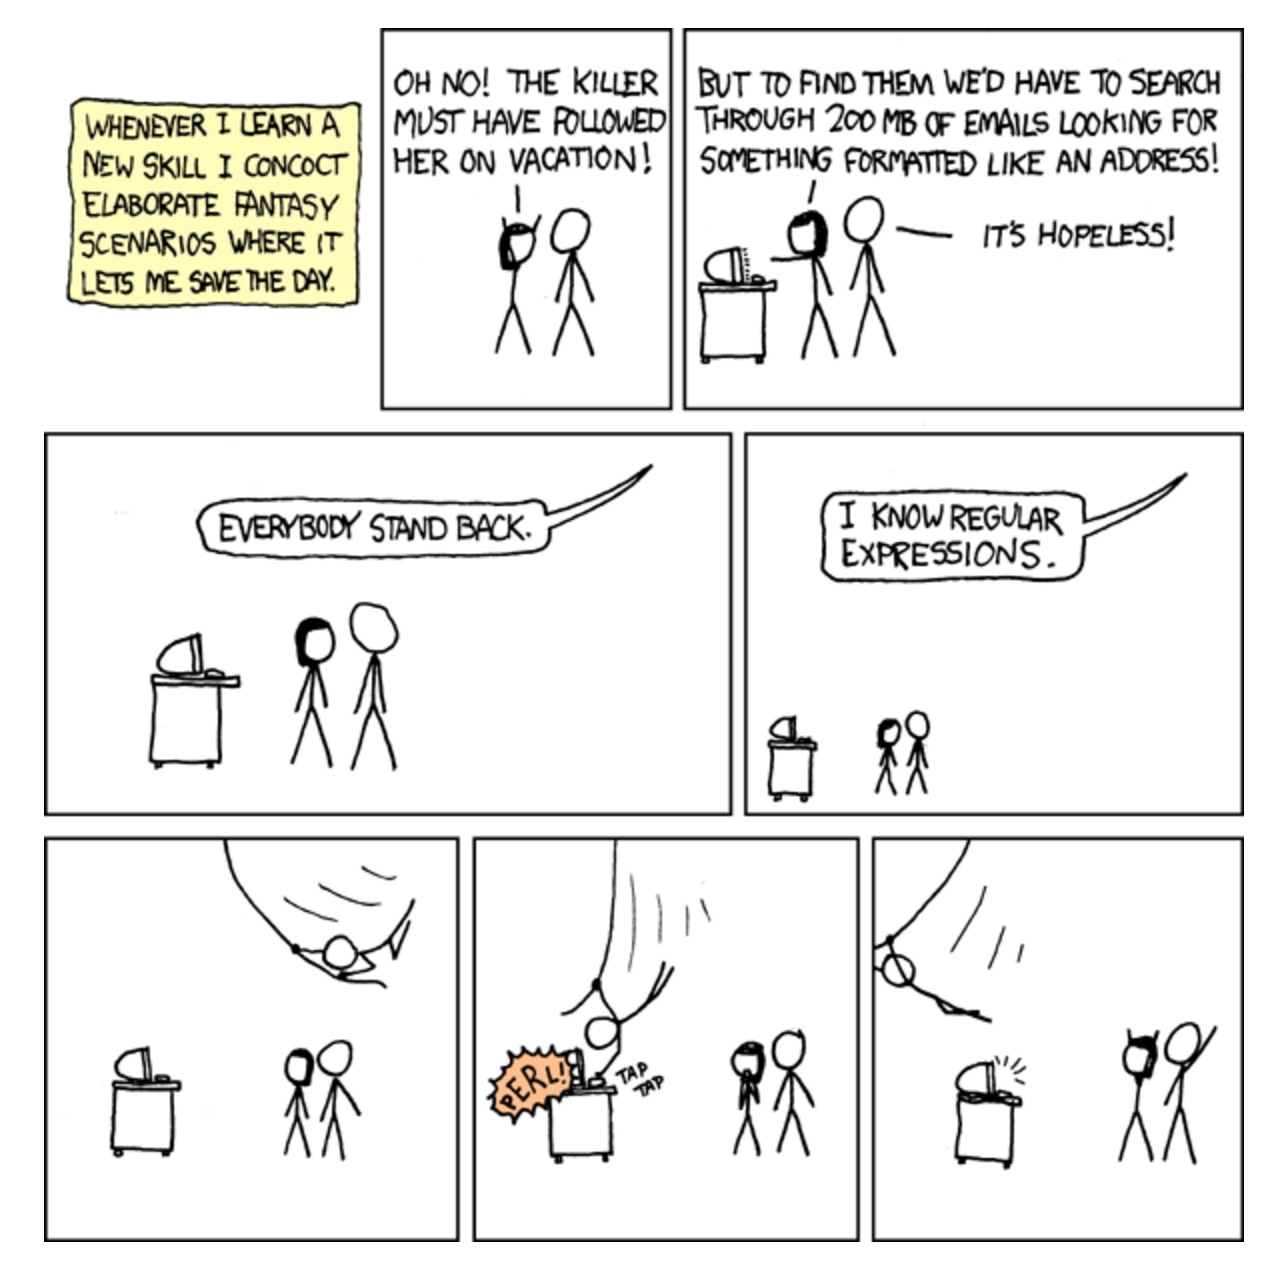 WHENEVER I LEARN A
NEW SKILL I CONCOCT
ELABORATE FANTASY
SCENARIOS WHERE IT
LETS ME SAVE THE DAY.
OH NO! THE KILLER
MUST HAVE FOLLOWED
HER ON VACATION!
BUT TO FIND THEM WE'D HAVE TO SEARCH
THROUGH 200 MB OF EMAILS LOOKING FOR
SOMETHING FORMATTED LIKE AN ADDRESS!
IT'S HOPELESS!
EVERYBODY STAND BACK.
I KNOW REGULAR
EXPRESSIONS.
PERL!
TAP
TAP